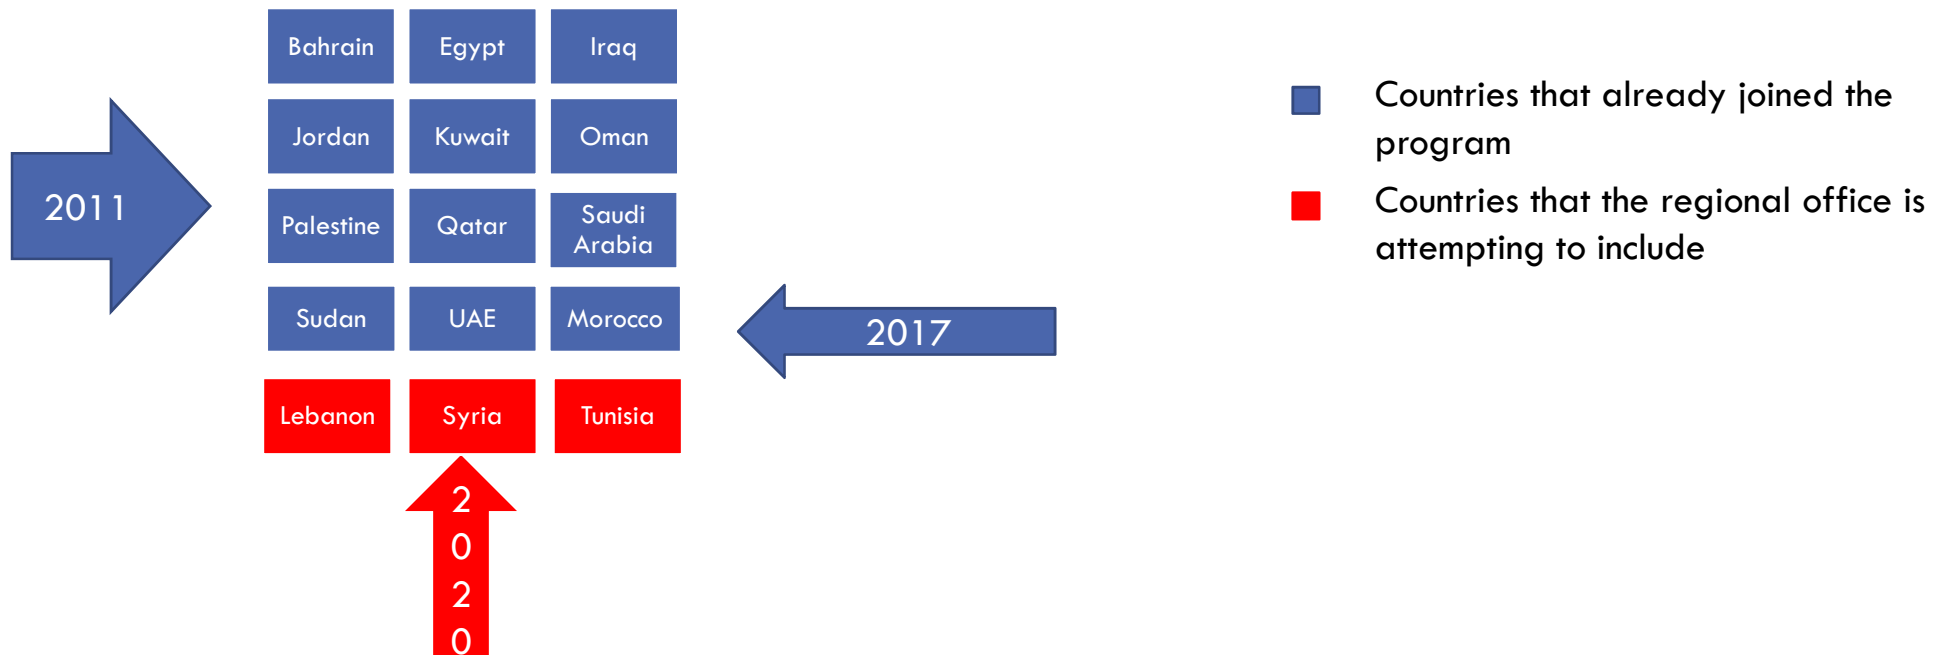 Bahrain
Egypt
Iraq
Jordan
Kuwait
Oman
2011
Palestine
Qatar
Saudi
Arabia
Sudan
UAE
Morocco
2017
Lebanon
Syria
Tunisia
2
0
2
0
Countries that already joined the
program
Countries that the regional office is
attempting to include